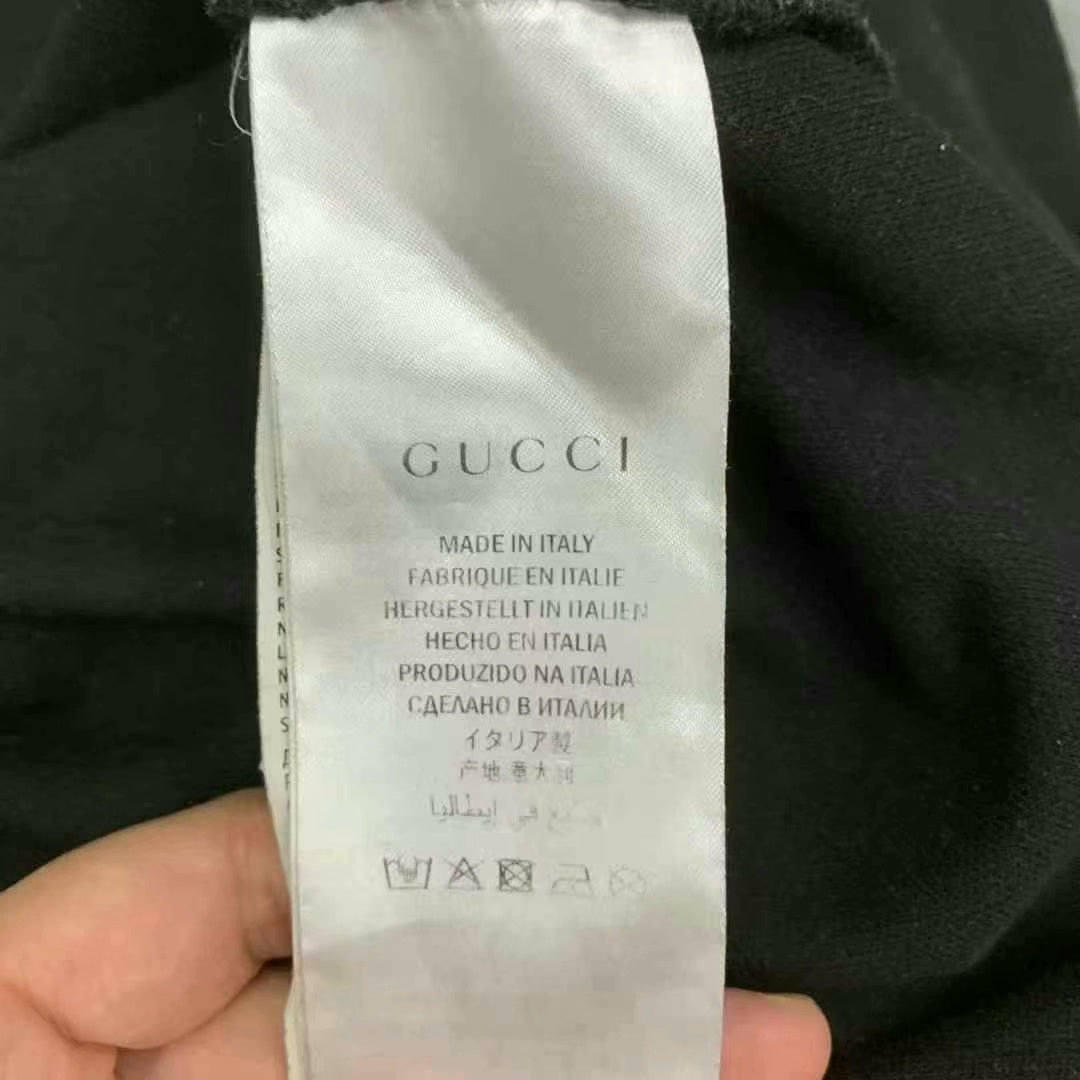 GUCCI
MADE IN ITALY
FABRIQUE EN ITALIE
HERGESTELLT IN ITALIEN
HECHO EN ITALIA
PRODUZIDO NA ITALIA
СДЕЛАНО В ИТАЛИИ
イタリア製
产地 意大利
صنع في إيطاليا